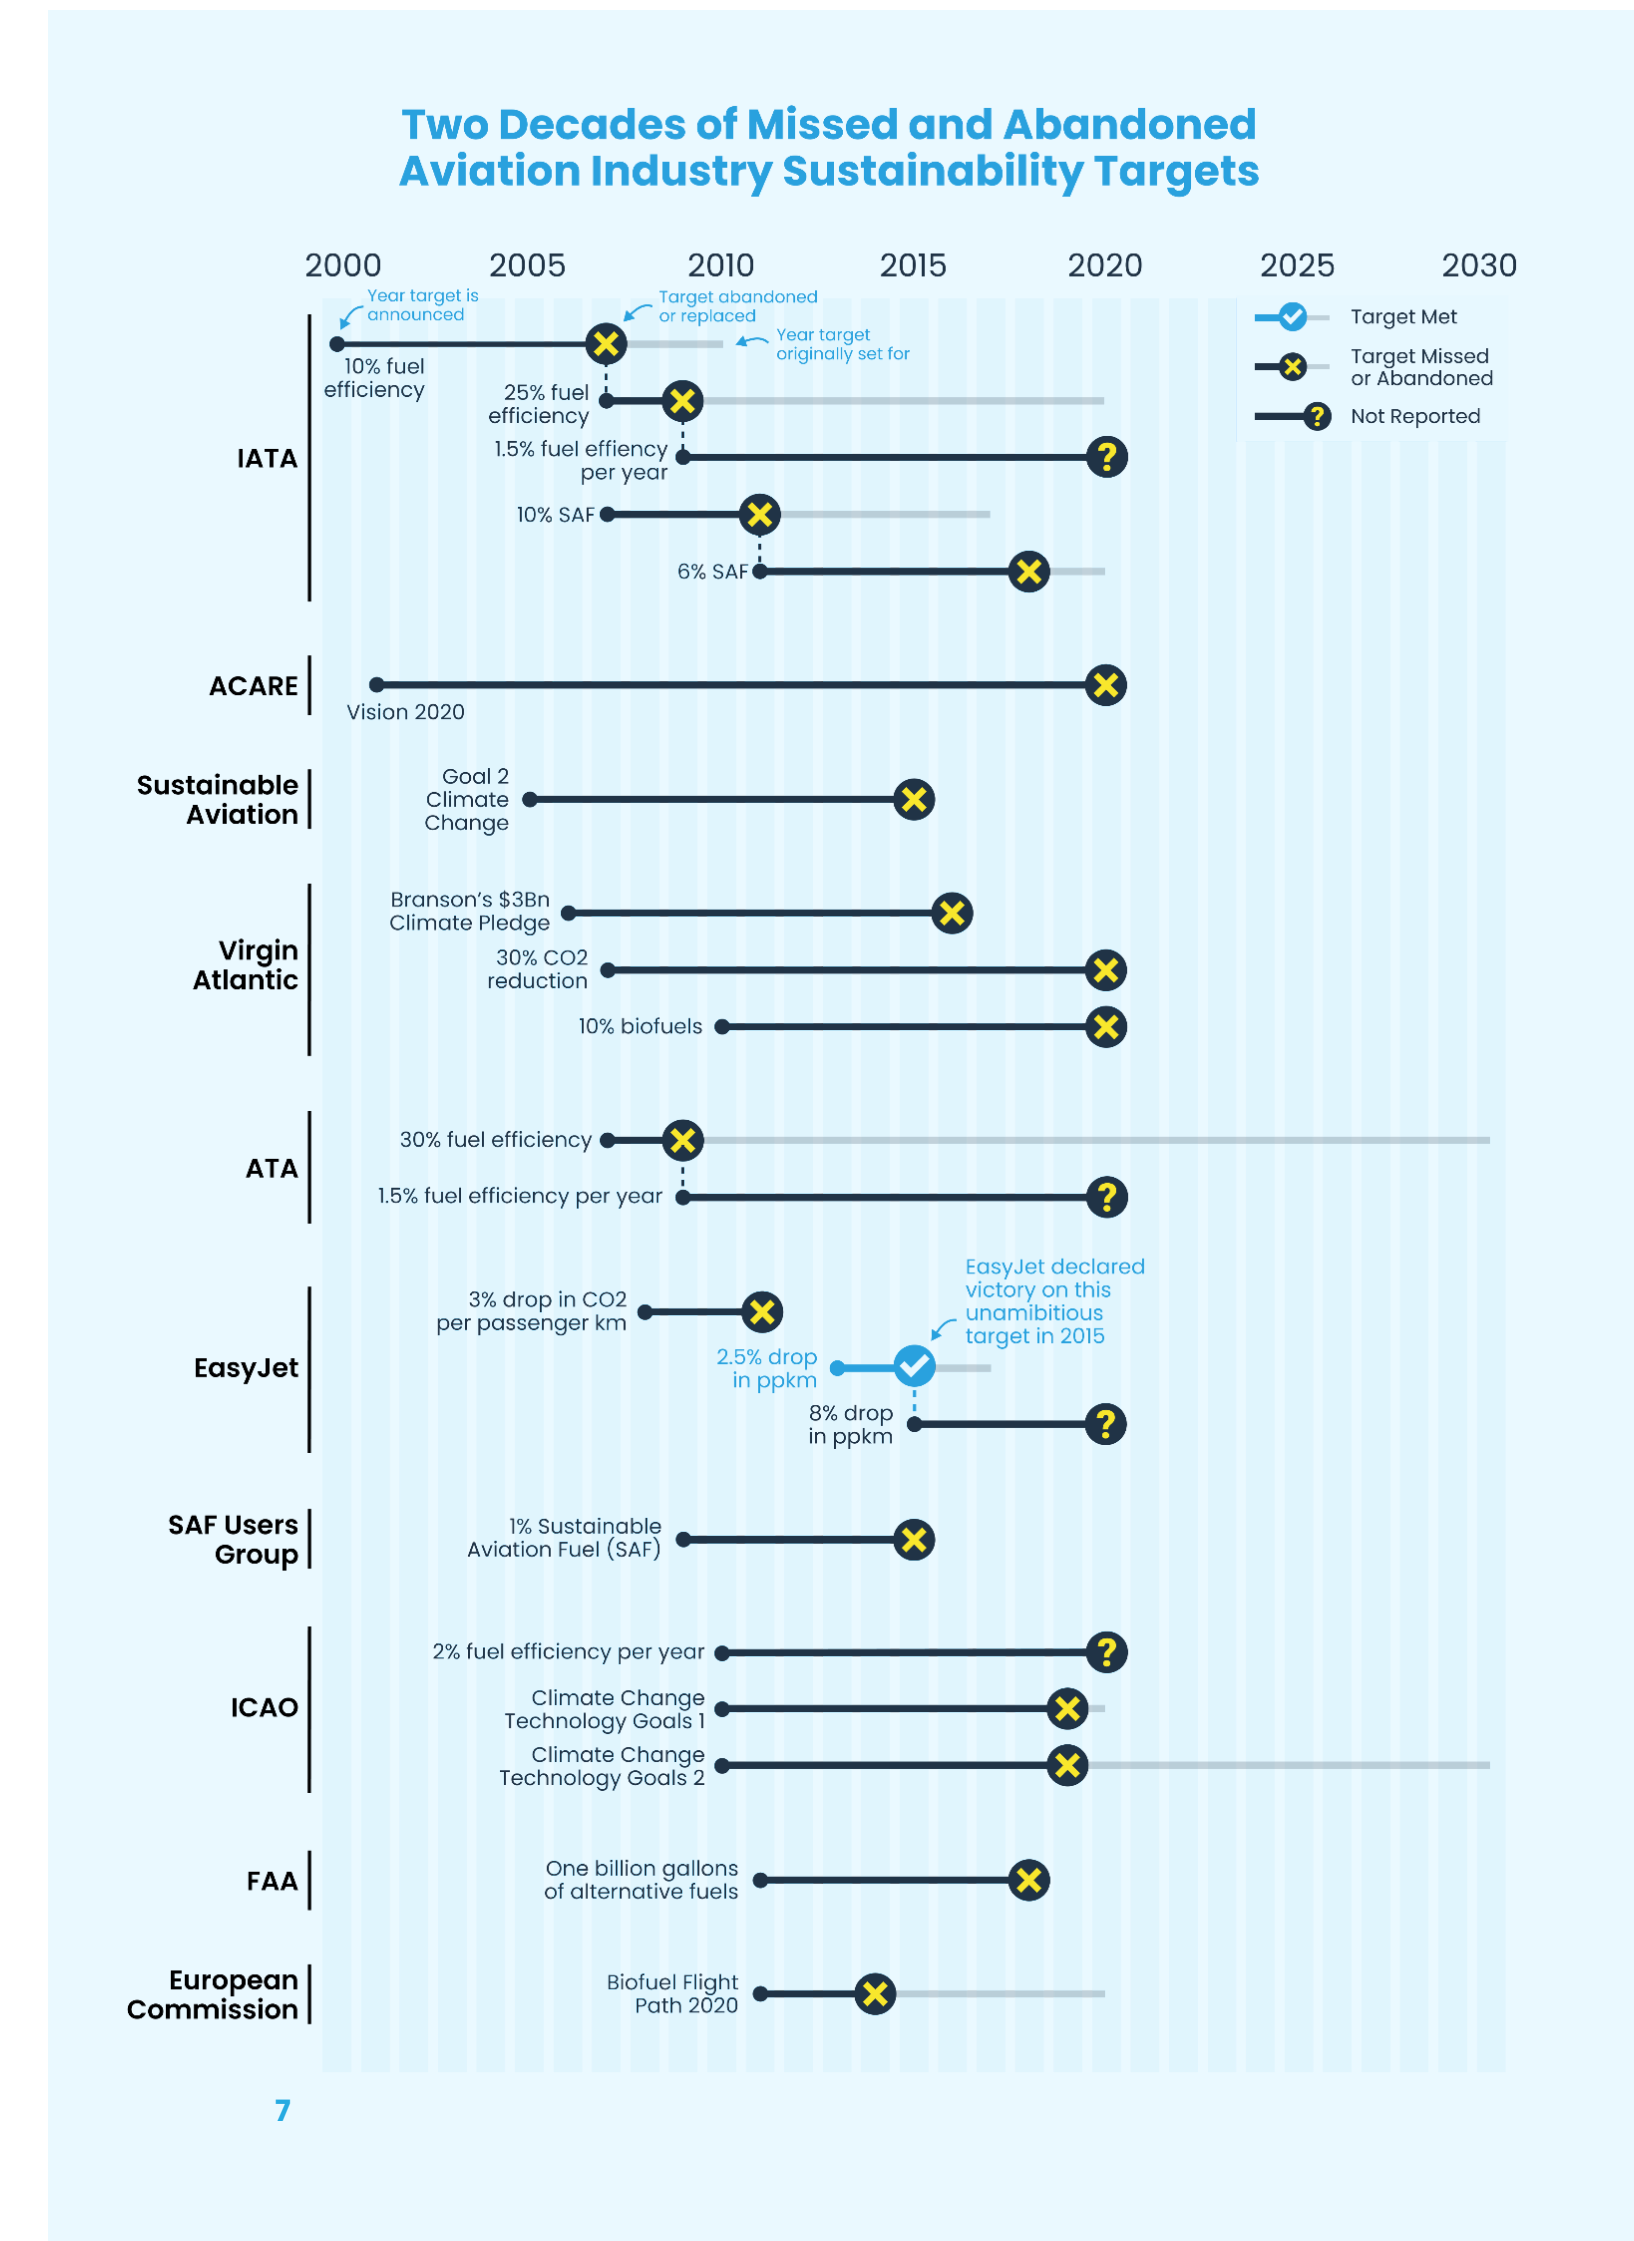 Two Decades of Missed and Abandoned
Aviation Industry Sustainability Targets
2000 2005 2010 2015 2020 2025 2030
Year target is
announced
Target abandoned
or replaced
Year target
originally set for
Target Met
Target Missed
or Abandoned
Not Reported
IATA
10% fuel
efficiency
25% fuel
efficiency
1.5% fuel effiency
per year
10% SAF
6% SAF
ACARE
Vision 2020
Sustainable
Aviation
Goal 2
Climate
Change
Virgin
Atlantic
Branson's $3Bn
Climate Pledge
30% CO2
reduction
10% biofuels
ATA
30% fuel efficiency
1.5% fuel efficiency per year
EasyJet
3% drop in CO2
per passenger km
2.5% drop
in ppkm
EasyJet declared
victory on this
unambitious
target in 2015
8% drop
in ppkm
SAF Users
Group
1% Sustainable
Aviation Fuel (SAF)
ICAO
2% fuel efficiency per year
Climate Change
Technology Goals 1
Climate Change
Technology Goals 2
FAA
One billion gallons
of alternative fuels
European
Commission
Biofuel Flight
Path 2020
7